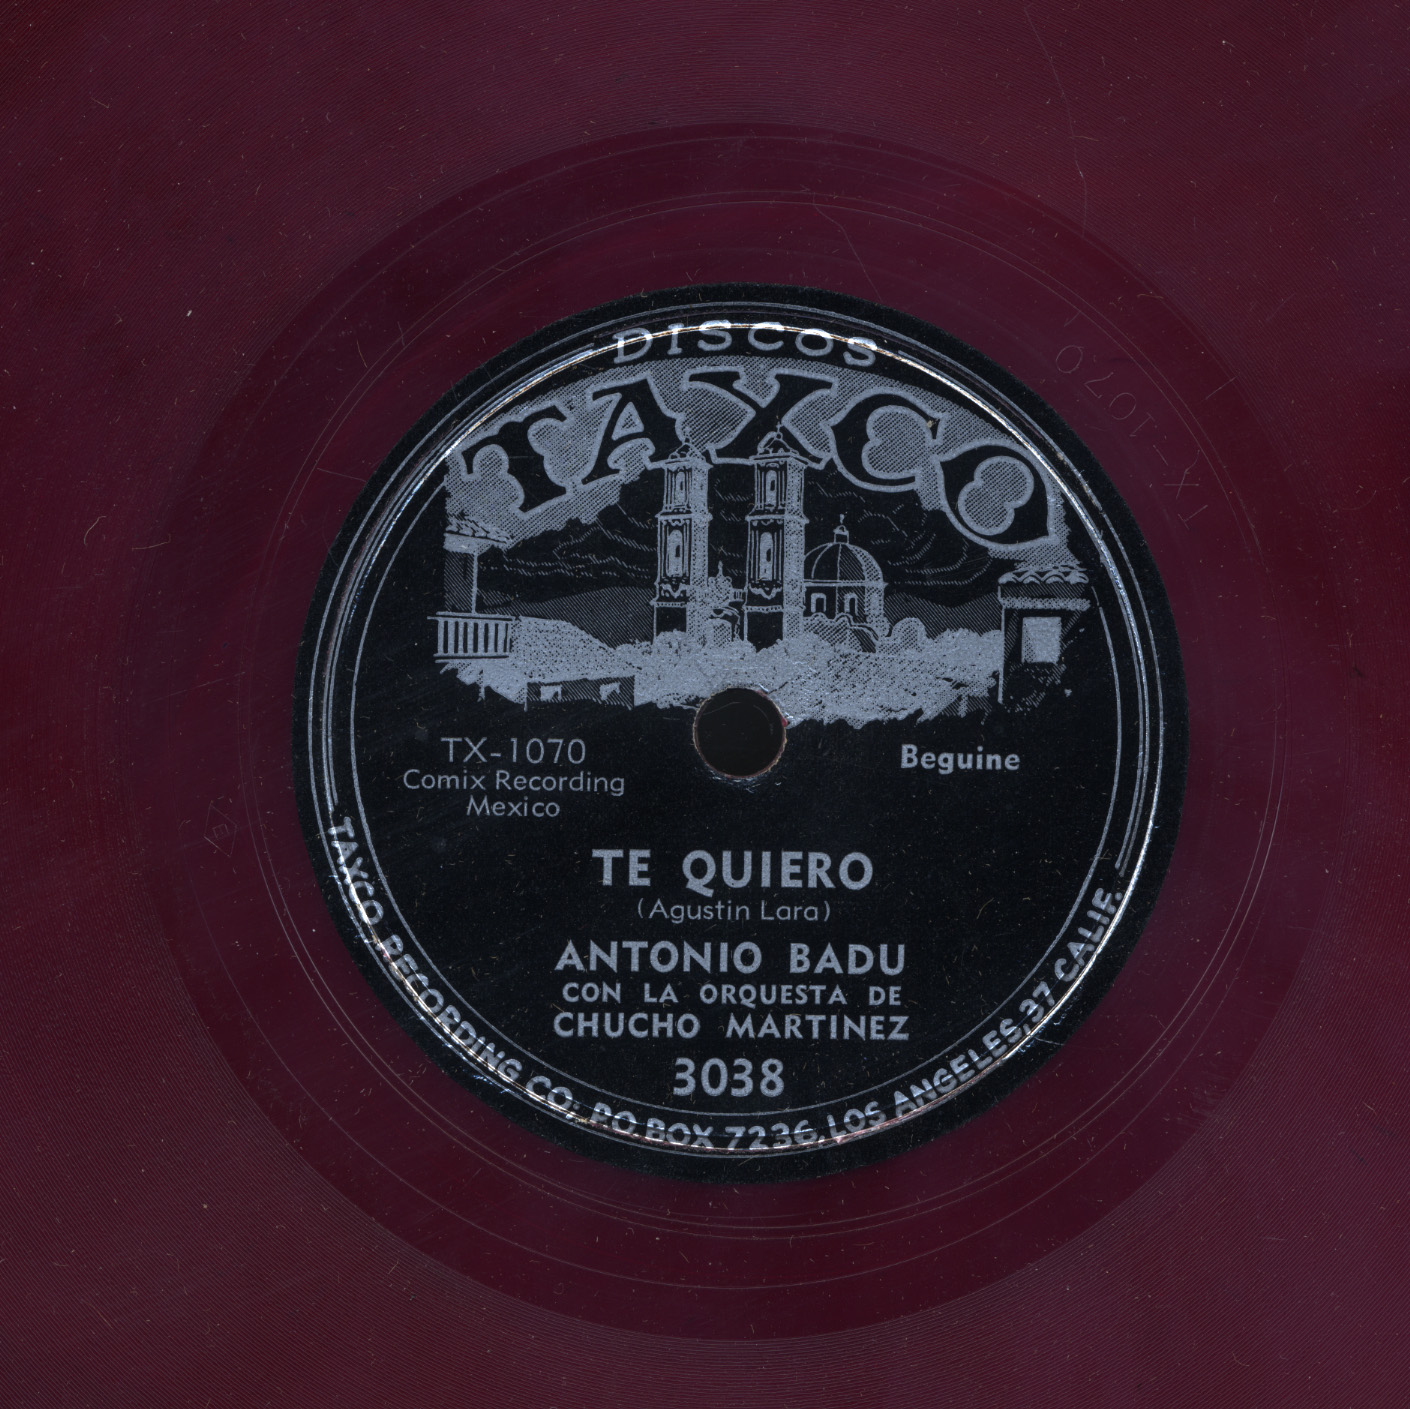 DISCOS
TAXCO
TX-1070
Comix Recording
Mexico
Beguine
TE QUIERO
(Agustin Lara)
ANTONIO BADU
CON LA ORQUESTA DE
CHUCHO MARTINEZ
3038
TAXCO RECORDING CO; PO BOX 7236, LOS ANGELES, 37 CALIF.
TX-1070